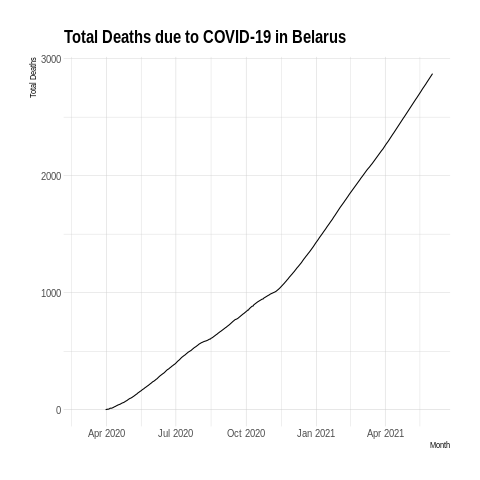 Total Deaths due to COVID-19 in Belarus
Total Deaths
3000
2000
1000
0
Apr 2020 Jul 2020 Oct 2020 Jan 2021 Apr 2021
Month